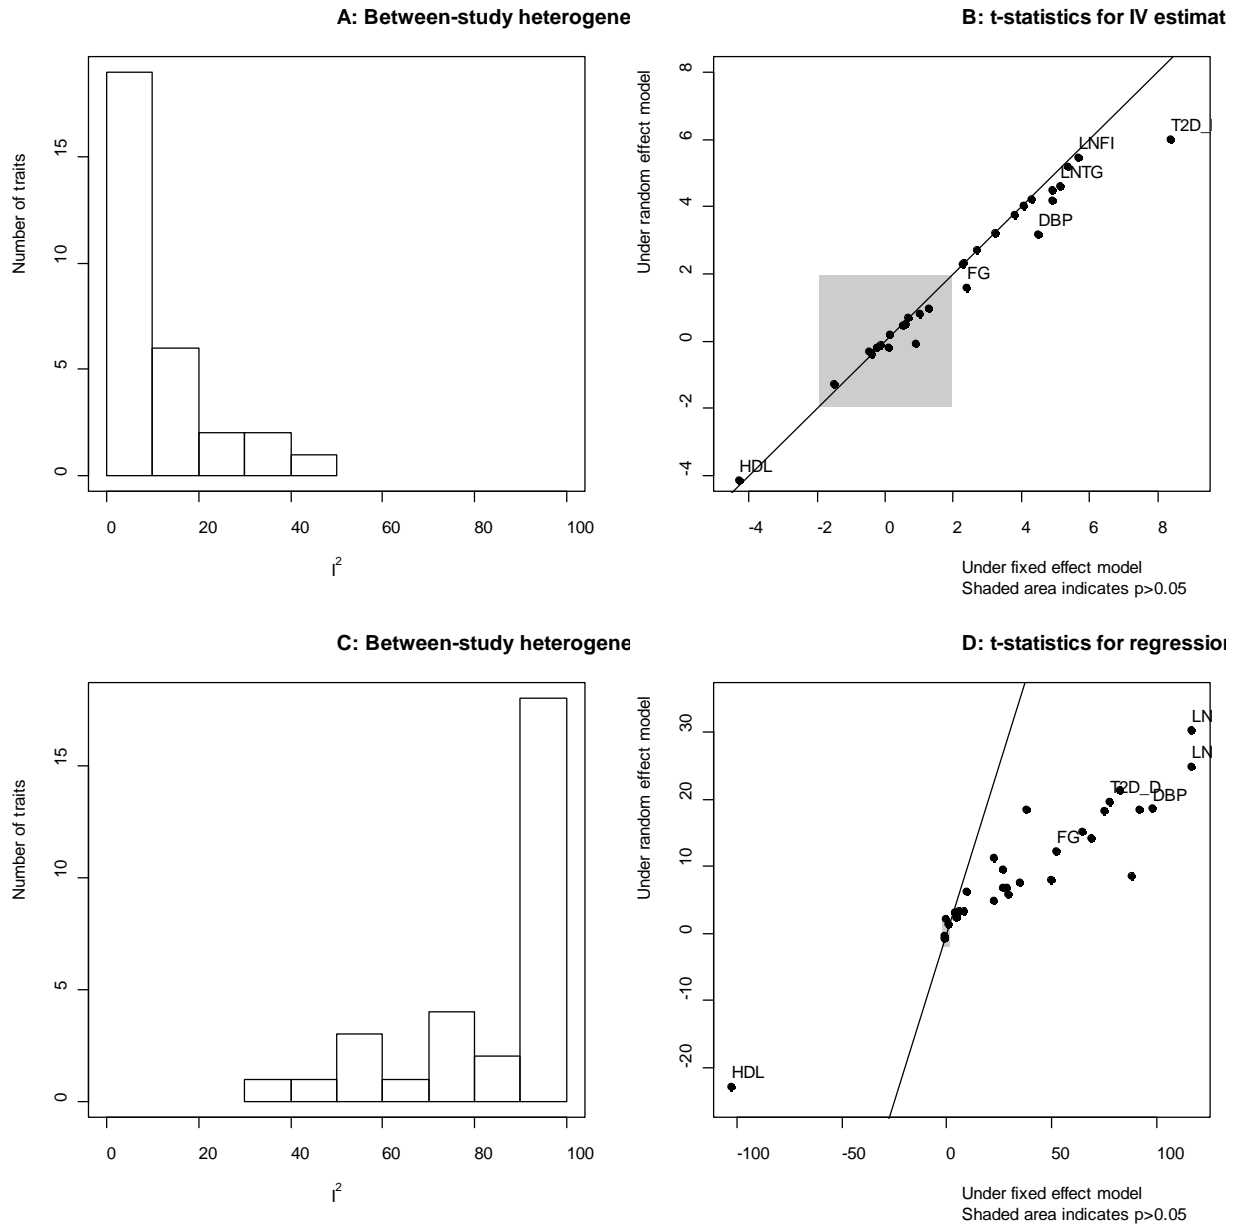 A: Between-study heterogene
Number of traits
15
10
5
0
0 20 40 60 80 100
I2
B: t-statistics for IV estimat
Under random effect model
8
6
4
2
0
-2
-4
T2D_
LNFI
LNTG
DBP
FG
HDL
-4 -2 0 2 4 6 8
Under fixed effect model
Shaded area indicates p>0.05
C: Between-study heterogene
Number of traits
15
10
5
0
0 20 40 60 80 100
I2
D: t-statistics for regression
Under random effect model
30
20
10
0
-10
-20
LN
LN
T2D_D
DBP
FG
HDL
-100 -50 0 50 100
Under fixed effect model
Shaded area indicates p>0.05